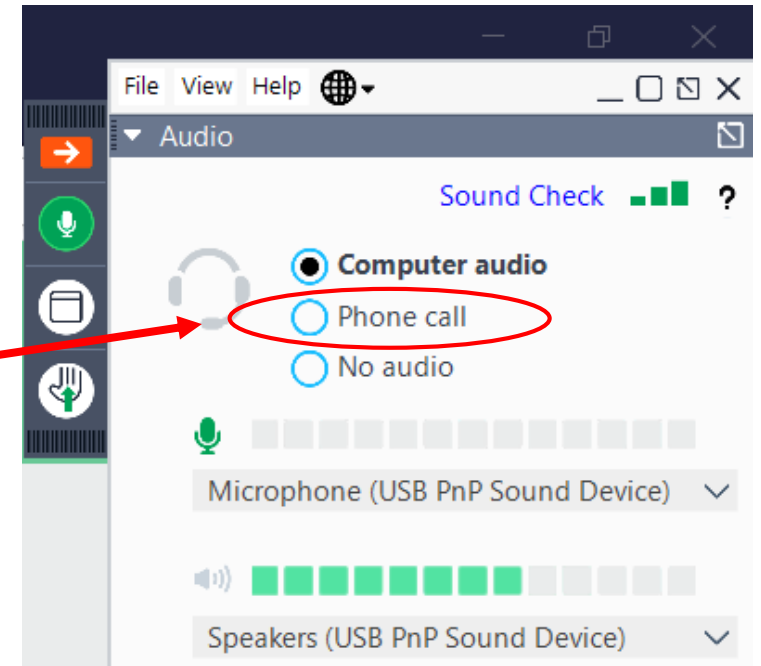 File View Help
Audio
Sound Check ?
Computer audio
Phone call
No audio
Microphone (USB PnP Sound Device)
Speakers (USB PnP Sound Device)